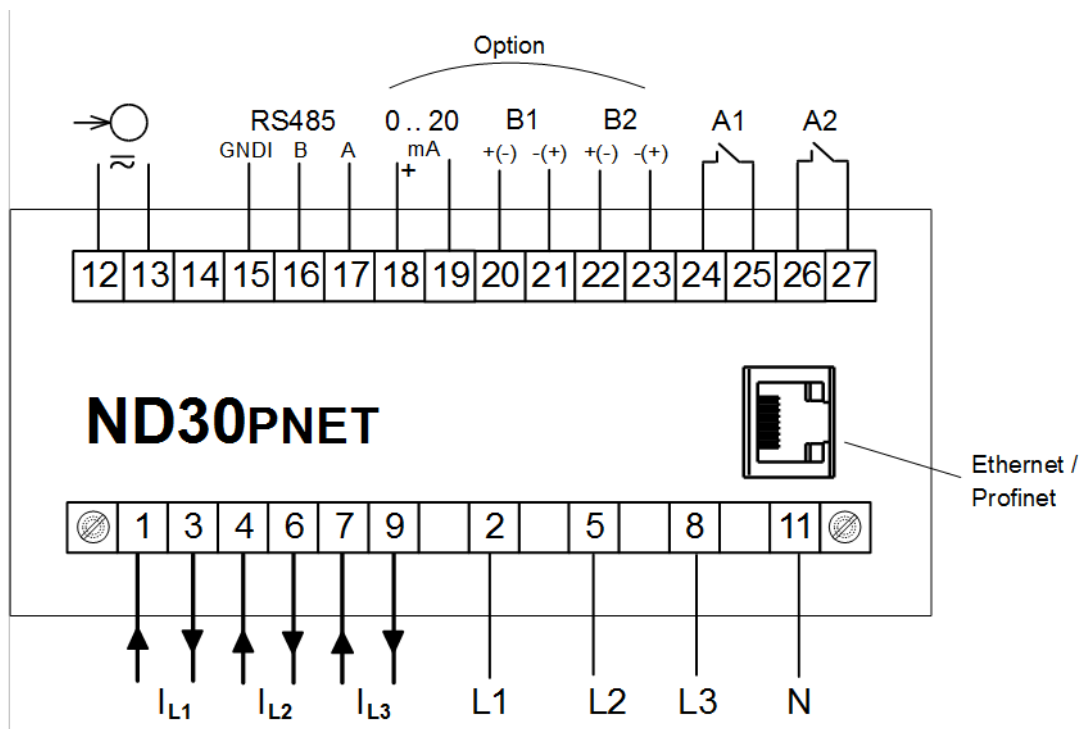 Option
RS485 0 .. 20 B1 B2 A1 A2
GNDI B A mA +(-) -(+) +(-) -(+)
+
12 13 14 15 16 17 18 19 20 21 22 23 24 25 26 27
ND30PNET
Ethernet /
Profinet
1 3 4 6 7 9 2 5 8 11
IL1 IL2 IL3 L1 L2 L3 N